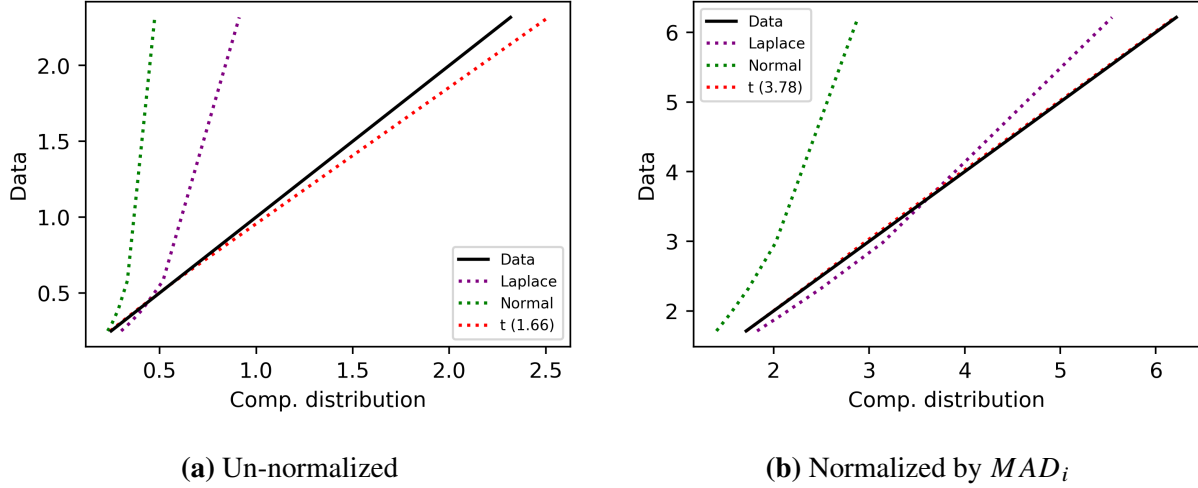 Data
2.0
1.5
1.0
0.5
Data
Laplace
Normal
t (1.66)
0.5 1.0 1.5 2.0 2.5
Comp. distribution
(a) Un-normalized
Data
6
5
4
3
2
Data
Laplace
Normal
t (3.78)
2 3 4 5 6
Comp. distribution
(b) Normalized by MAD_i